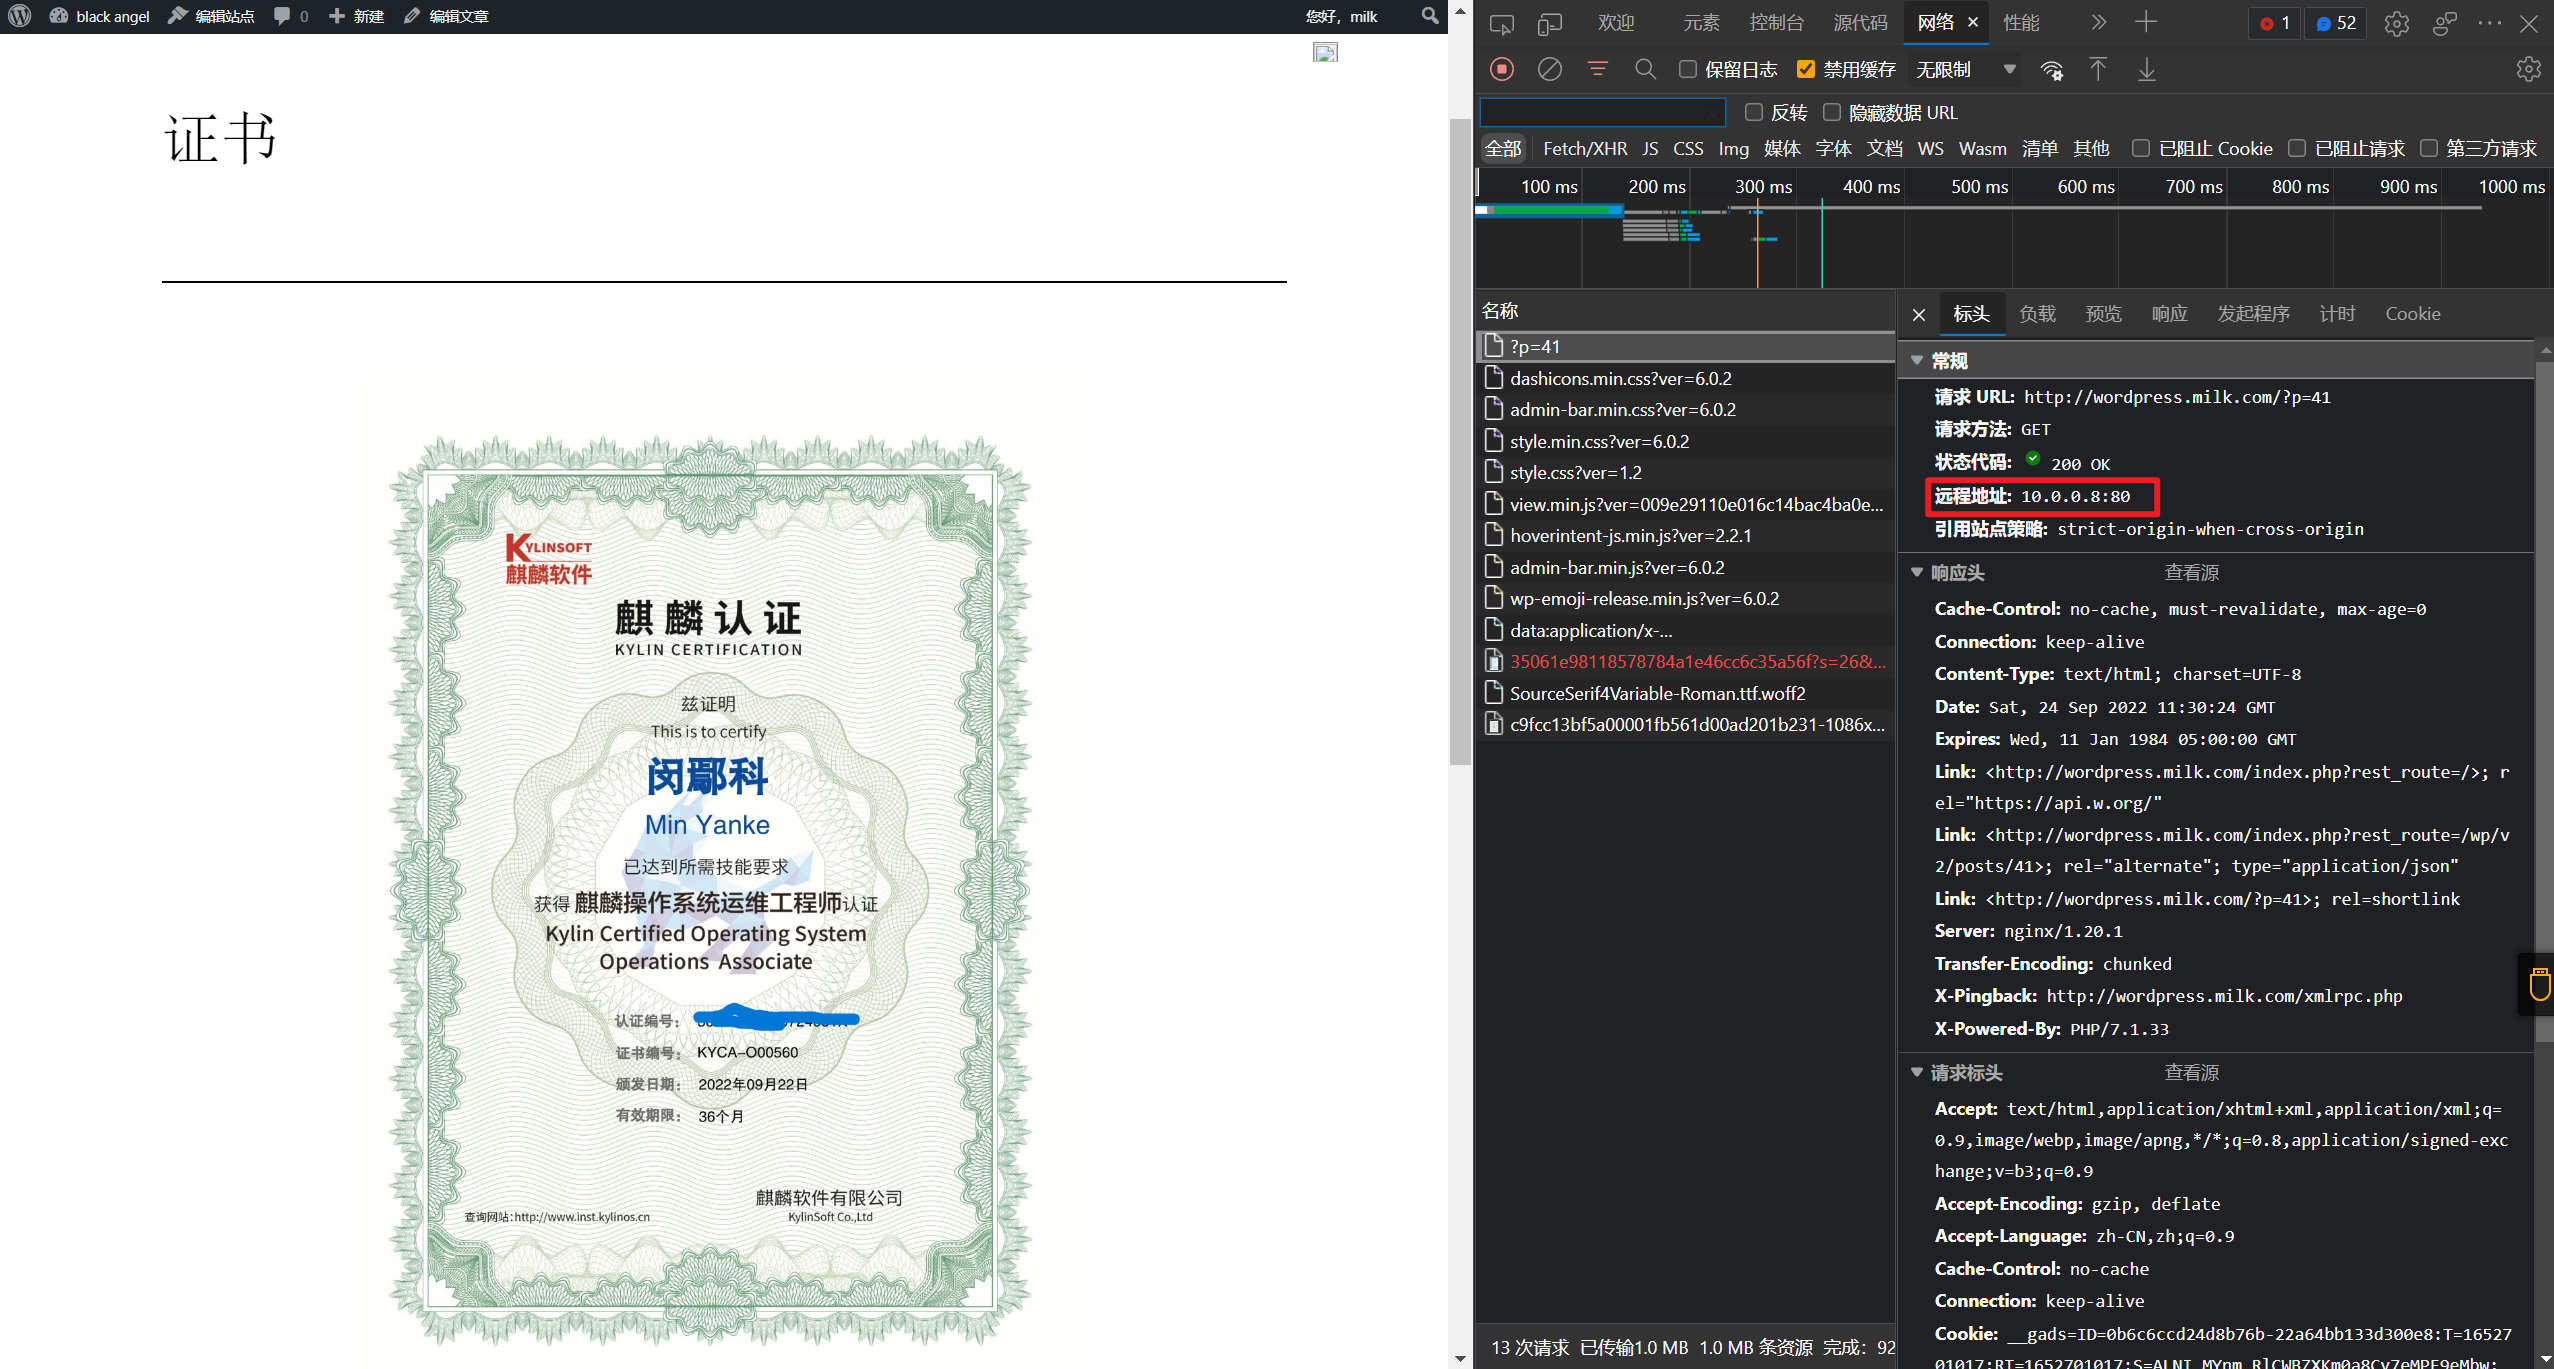 black angel 编辑站点 0 新建 编辑文章 您好，milk
证书
KYLINSOFT
麒麟软件
麒麟认证
KYLIN CERTIFICATION
兹证明
This is to certify
闵鄢科
Min Yanke
已达到所需技能要求
获得 麒麟操作系统运维工程师认证
Kylin Certified Operating System
Operations Associate
认证编号：
证书编号： KYCA-O00560
颁发日期： 2022年09月22日
有效期限： 36个月
麒麟软件有限公司
查询网站:http://www.inst.kylinos.cn KylinSoft Co.,Ltd
欢迎 元素 控制台 源代码 网络 性能 1 52
保留日志 禁用缓存 无限制
反转 隐藏数据 URL
全部 Fetch/XHR JS CSS Img 媒体 字体 文档 WS Wasm 清单 其他 已阻止 Cookie 已阻止请求 第三方请求
100 ms 200 ms 300 ms 400 ms 500 ms 600 ms 700 ms 800 ms 900 ms 1000 ms
名称
?p=41
dashicons.min.css?ver=6.0.2
admin-bar.min.css?ver=6.0.2
style.min.css?ver=6.0.2
style.css?ver=1.2
view.min.js?ver=009e29110e016c14bac4ba0e...
hoverintent-js.min.js?ver=2.2.1
admin-bar.min.js?ver=6.0.2
wp-emoji-release.min.js?ver=6.0.2
data:application/x-...
35061e98118578784a1e46cc6c35a56f?s=26&...
SourceSerif4Variable-Roman.ttf.woff2
c9fcc13bf5a00001fb561d00ad201b231-1086x...
13 次请求 已传输1.0 MB 1.0 MB 条资源 完成：92
标头 负载 预览 响应 发起程序 计时 Cookie
常规
请求 URL: http://wordpress.milk.com/?p=41
请求方法: GET
状态代码: 200 OK
远程地址: 10.0.0.8:80
引用站点策略: strict-origin-when-cross-origin
响应头 查看源
Cache-Control: no-cache, must-revalidate, max-age=0
Connection: keep-alive
Content-Type: text/html; charset=UTF-8
Date: Sat, 24 Sep 2022 11:30:24 GMT
Expires: Wed, 11 Jan 1984 05:00:00 GMT
Link: <http://wordpress.milk.com/index.php?rest_route=/>; r
el="https://api.w.org/"
Link: <http://wordpress.milk.com/index.php?rest_route=/wp/v
2/posts/41>; rel="alternate"; type="application/json"
Link: <http://wordpress.milk.com/?p=41>; rel=shortlink
Server: nginx/1.20.1
Transfer-Encoding: chunked
X-Pingback: http://wordpress.milk.com/xmlrpc.php
X-Powered-By: PHP/7.1.33
请求标头 查看源
Accept: text/html,application/xhtml+xml,application/xml;q=
0.9,image/webp,image/apng,*/*;q=0.8,application/signed-exc
hange;v=b3;q=0.9
Accept-Encoding: gzip, deflate
Accept-Language: zh-CN,zh;q=0.9
Cache-Control: no-cache
Connection: keep-alive
Cookie: __gads=ID=0b6c6ccd24d8b76b-22a64bb133d300e8:T=16527